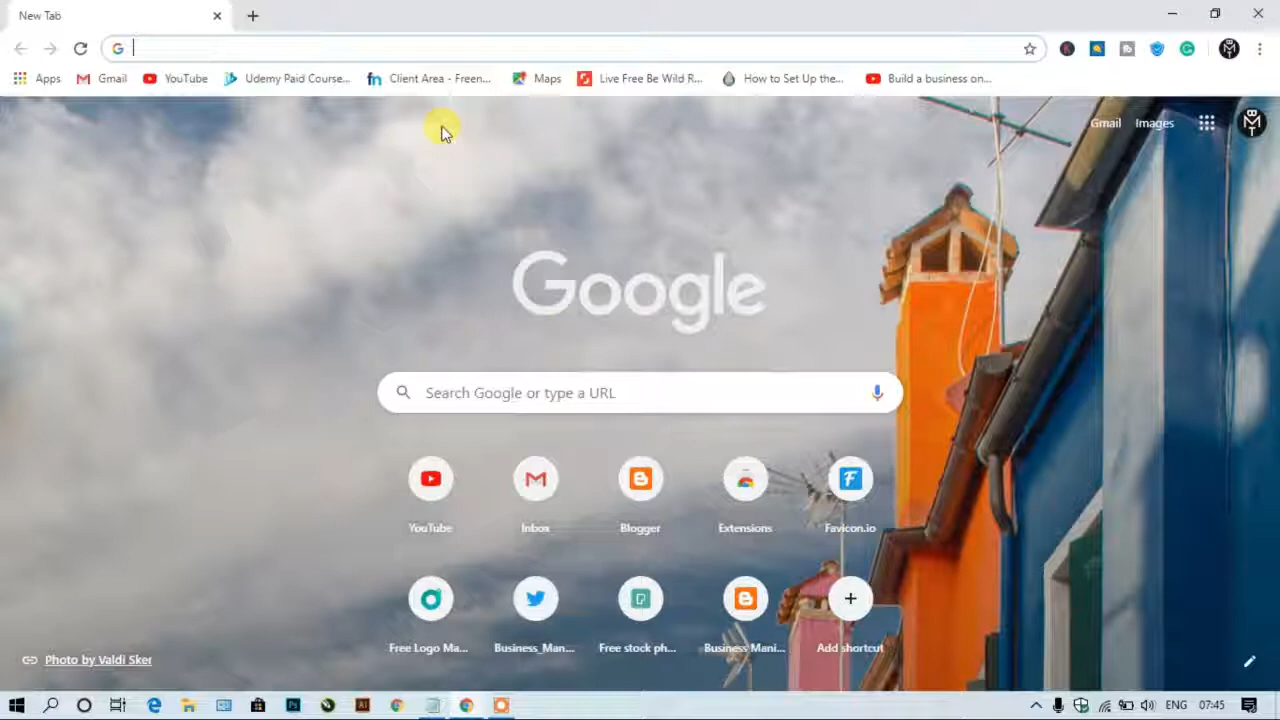 New Tab
Apps Gmail YouTube Udemy Paid Course... Client Area - Freen... Maps Live Free Be Wild R... How to Set Up the... Build a business on...
Gmail Images
Google
Search Google or type a URL
YouTube Inbox Blogger Extensions Favicon.io
Free Logo Ma... Business_Man... Free stock ph... Business Mani... Add shortcut
Photo by Valdi Sker
ENG 07:45